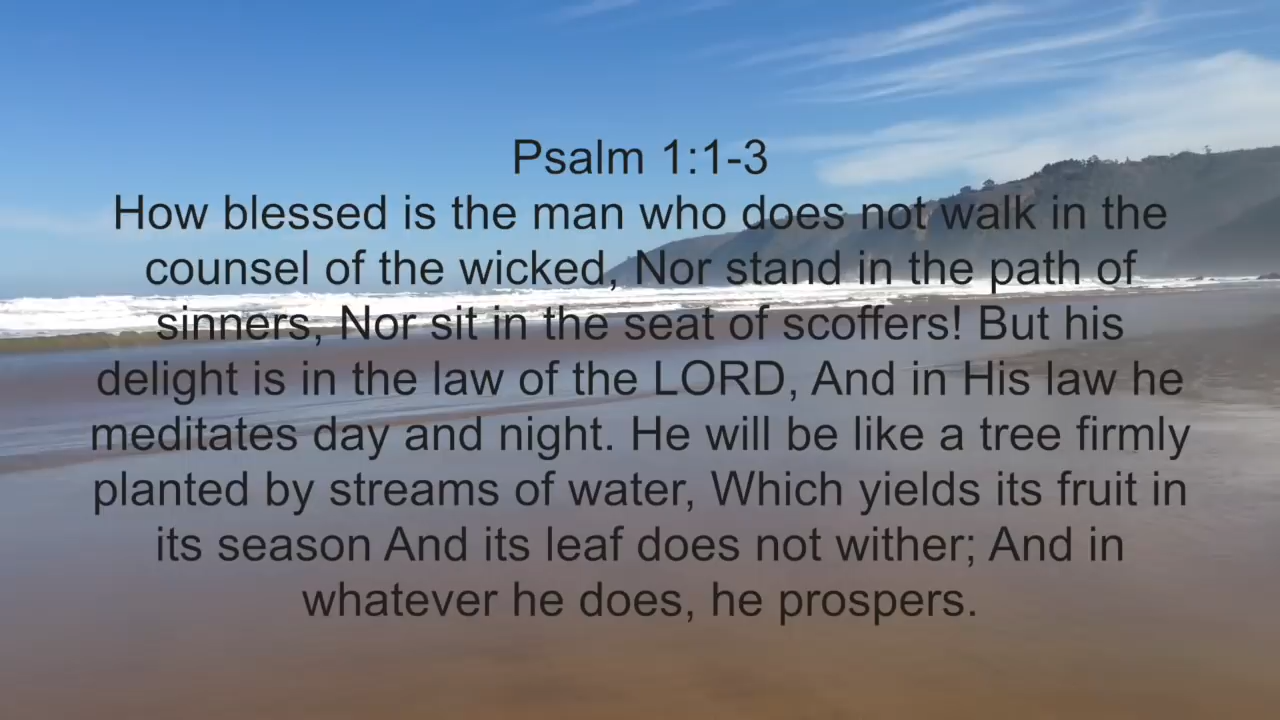 Psalm 1:1-3
How blessed is the man who does not walk in the
counsel of the wicked, Nor stand in the path of
sinners, Nor sit in the seat of scoffers! But his
delight is in the law of the LORD, And in His law he
meditates day and night. He will be like a tree firmly
planted by streams of water, Which yields its fruit in
its season And its leaf does not wither; And in
whatever he does, he prospers.